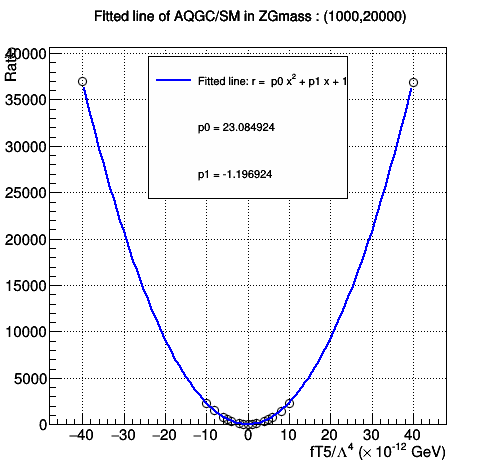 FItted line of AQGC/SM in ZGmass : (1000,20000)
Ratio
40000
35000
30000
25000
20000
15000
10000
5000
0
Fitted line: r = p0 x² + p1 x + 1
p0 = 23.084924
p1 = -1.196924
−40 −30 −20 −10 0 10 20 30 40
fT5/Λ⁴ (× 10⁻¹² GeV)